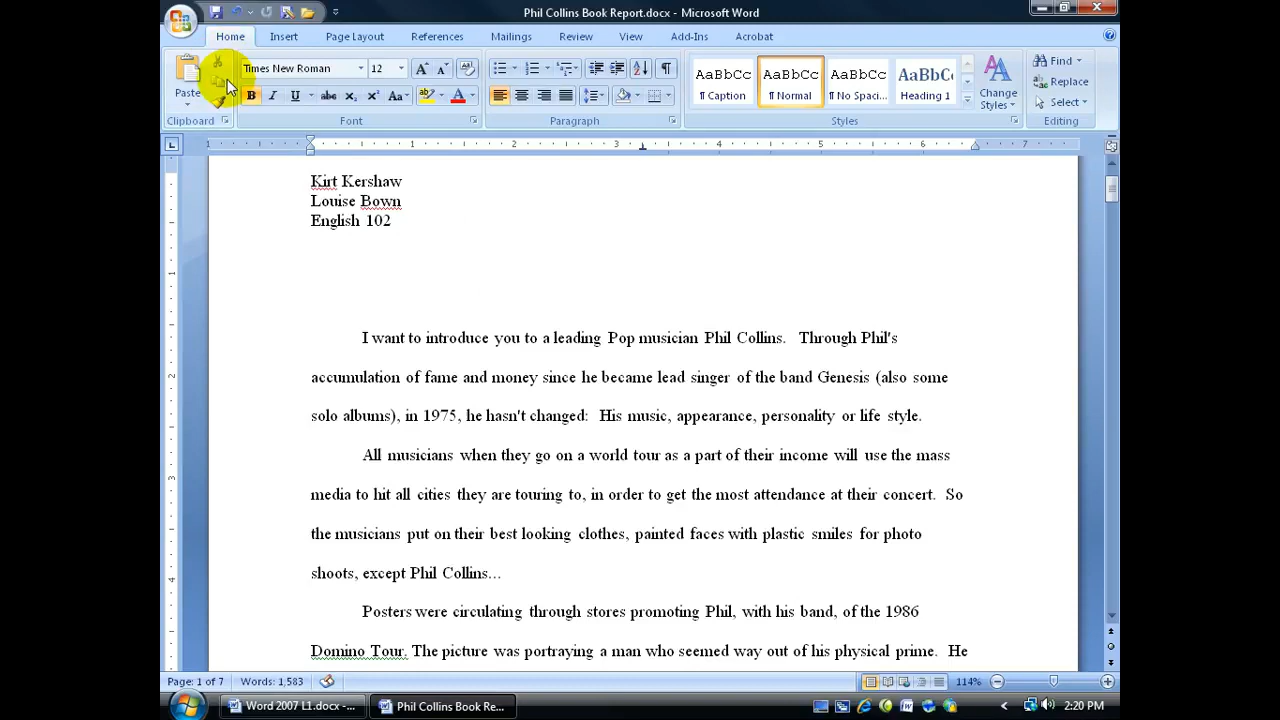 Phil Collins Book Report.docx - Microsoft Word
Home Insert Page Layout References Mailings Review View Add-Ins Acrobat
Times New Roman 12
Paste
AaBbCc AaBbCc AaBbCc AaBbC
¶ Caption ¶ Normal ¶ No Spaci... Heading 1
Change Styles
Find
Replace
Select
Clipboard Font Paragraph Styles Editing
1 2 3 4 5 6 7
Kirt Kershaw
Louise Bown
English 102
I want to introduce you to a leading Pop musician Phil Collins. Through Phil's
accumulation of fame and money since he became lead singer of the band Genesis (also some
solo albums), in 1975, he hasn't changed: His music, appearance, personality or life style.
All musicians when they go on a world tour as a part of their income will use the mass
media to hit all cities they are touring to, in order to get the most attendance at their concert. So
the musicians put on their best looking clothes, painted faces with plastic smiles for photo
shoots, except Phil Collins...
Posters were circulating through stores promoting Phil, with his band, of the 1986
Domino Tour. The picture was portraying a man who seemed way out of his physical prime. He
Page: 1 of 7 Words: 1,583 114%
Word 2007 L1.docx - ... Phil Collins Book Re... 2:20 PM